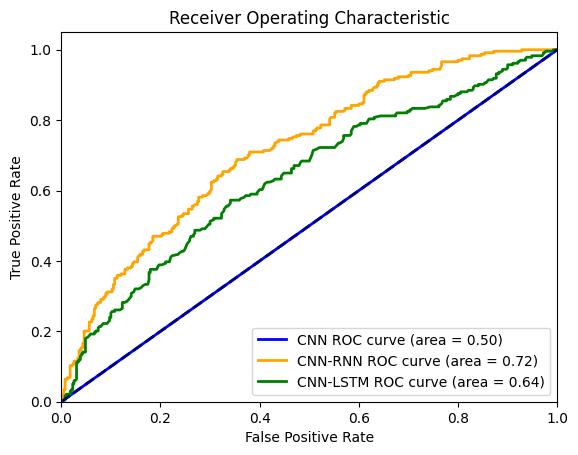 Receiver Operating Characteristic
True Positive Rate
1.0
0.8
0.6
0.4
0.2
0.0
CNN ROC curve (area = 0.50)
CNN-RNN ROC curve (area = 0.72)
CNN-LSTM ROC curve (area = 0.64)
0.0 0.2 0.4 0.6 0.8 1.0
False Positive Rate